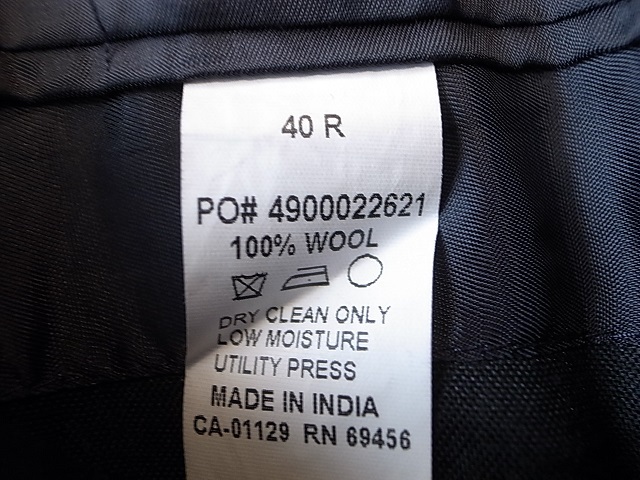 40 R
PO# 4900022621
100% WOOL
DRY CLEAN ONLY
LOW MOISTURE
UTILITY PRESS
MADE IN INDIA
CA-01129 RN 69456